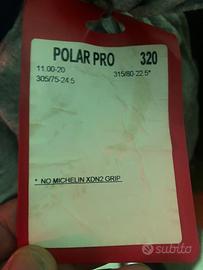 POLAR PRO 320
11.00-20 315/80-22.5*
305/75-24.5
* NO MICHELIN XDN2 GRIP
subito